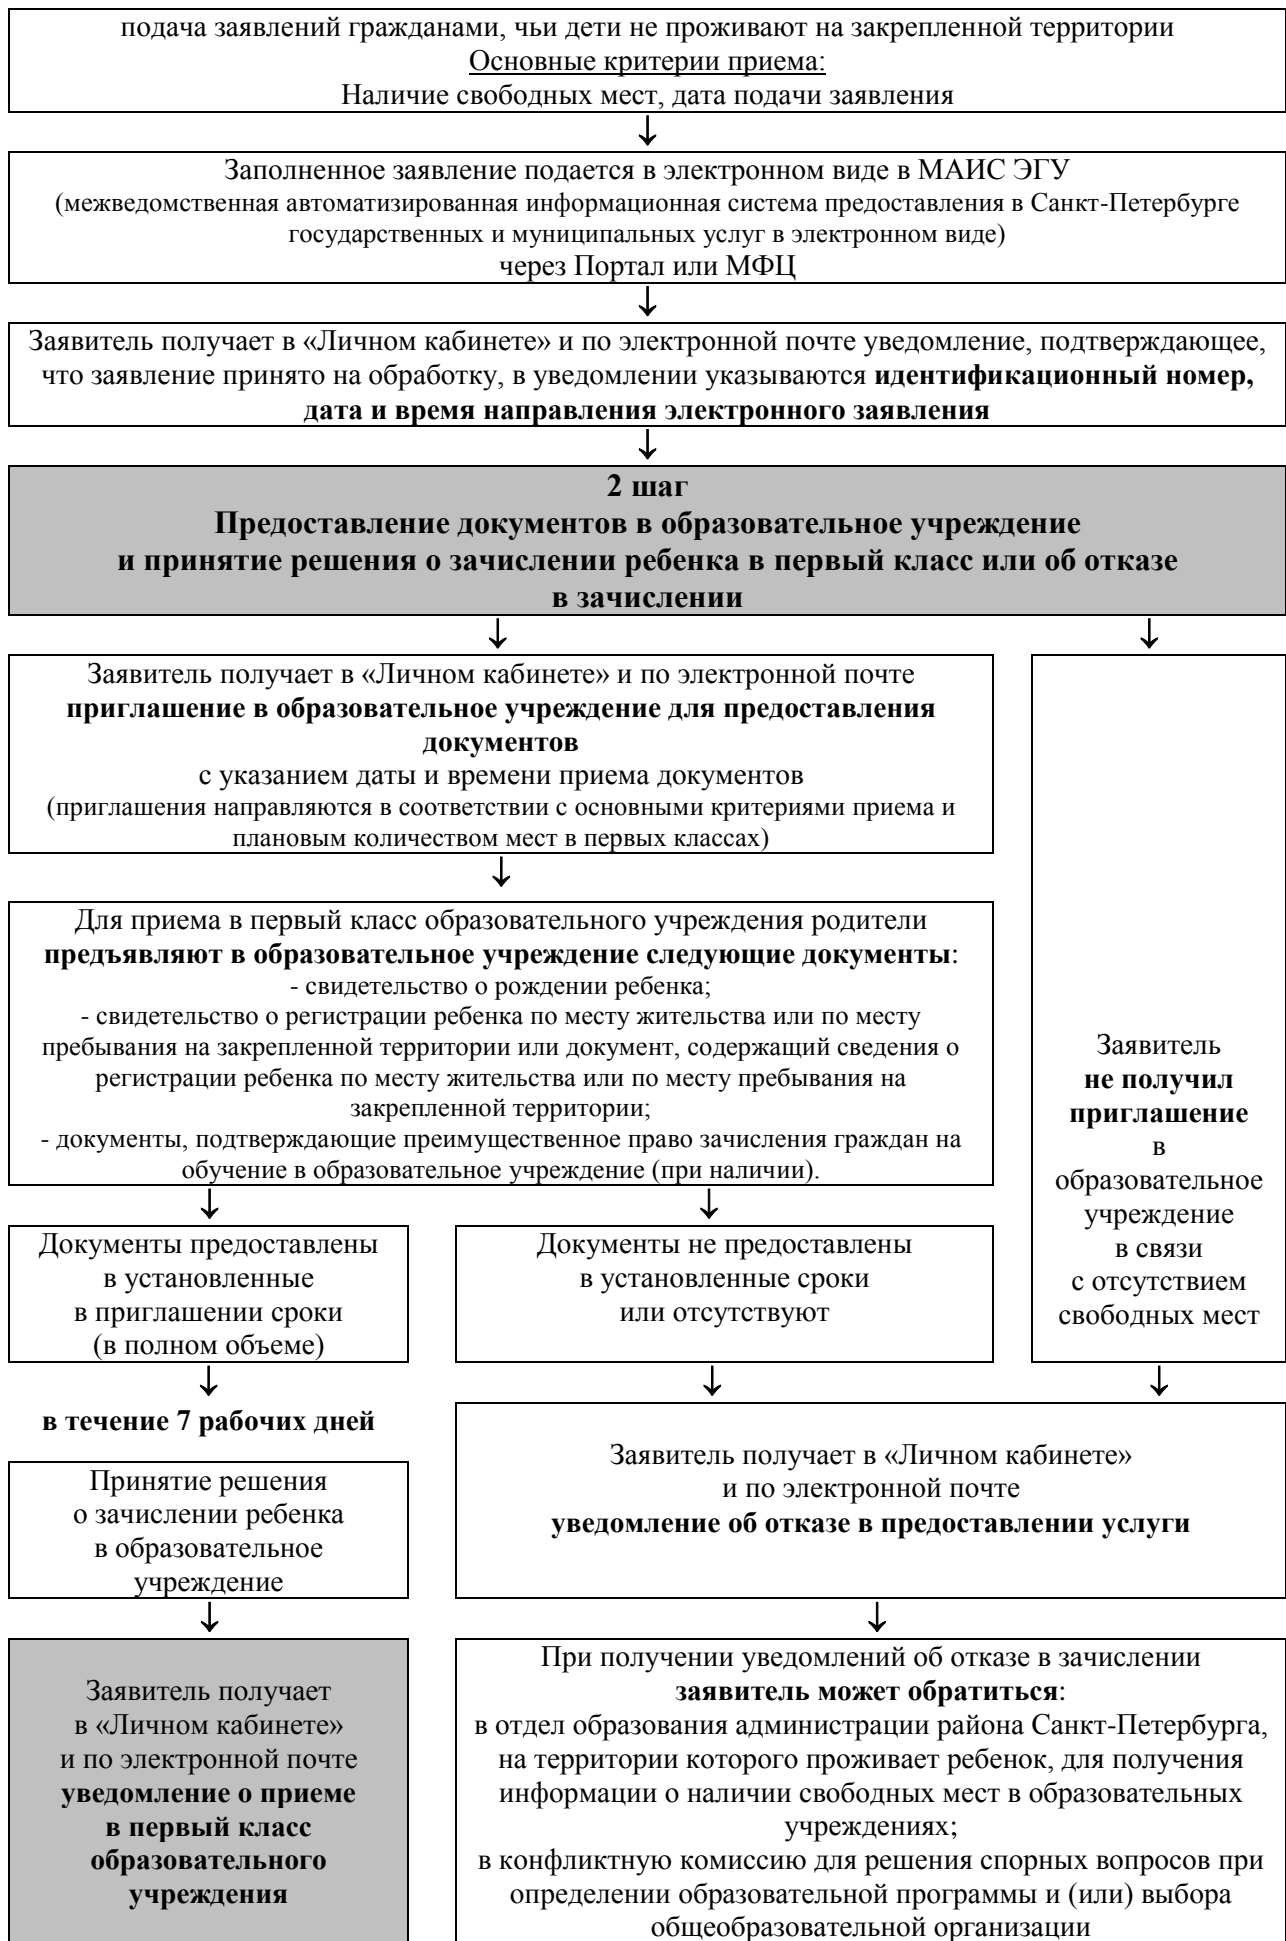 подача заявлений гражданами, чьи дети не проживают на закрепленной территории
Основные критерии приема:
Наличие свободных мест, дата подачи заявления
Заполненное заявление подается в электронном виде в МАИС ЭГУ
(межведомственная автоматизированная информационная система предоставления в Санкт-Петербурге
государственных и муниципальных услуг в электронном виде)
через Портал или МФЦ
Заявитель получает в «Личном кабинете» и по электронной почте уведомление, подтверждающее,
что заявление принято на обработку, в уведомлении указываются идентификационный номер,
дата и время направления электронного заявления
2 шаг
Предоставление документов в образовательное учреждение
и принятие решения о зачислении ребенка в первый класс или об отказе
в зачислении
Заявитель получает в «Личном кабинете» и по электронной почте
приглашение в образовательное учреждение для предоставления
документов
с указанием даты и времени приема документов
(приглашения направляются в соответствии с основными критериями приема и
плановым количеством мест в первых классах)
Для приема в первый класс образовательного учреждения родители
предъявляют в образовательное учреждение следующие документы:
- свидетельство о рождении ребенка;
- свидетельство о регистрации ребенка по месту жительства или по месту
пребывания на закрепленной территории или документ, содержащий сведения о
регистрации ребенка по месту жительства или по месту пребывания на
закрепленной территории;
- документы, подтверждающие преимущественное право зачисления граждан на
обучение в образовательное учреждение (при наличии).
Заявитель
не получил
приглашение
в
образовательное
учреждение
в связи
с отсутствием
свободных мест
Документы предоставлены
в установленные
в приглашении сроки
(в полном объеме)
Документы не предоставлены
в установленные сроки
или отсутствуют
в течение 7 рабочих дней
Принятие решения
о зачислении ребенка
в образовательное
учреждение
Заявитель получает в «Личном кабинете»
и по электронной почте
уведомление об отказе в предоставлении услуги
Заявитель получает
в «Личном кабинете»
и по электронной почте
уведомление о приеме
в первый класс
образовательного
учреждения
При получении уведомлений об отказе в зачислении
заявитель может обратиться:
в отдел образования администрации района Санкт-Петербурга,
на территории которого проживает ребенок, для получения
информации о наличии свободных мест в образовательных
учреждениях;
в конфликтную комиссию для решения спорных вопросов при
определении образовательной программы и (или) выбора
общеобразовательной организации